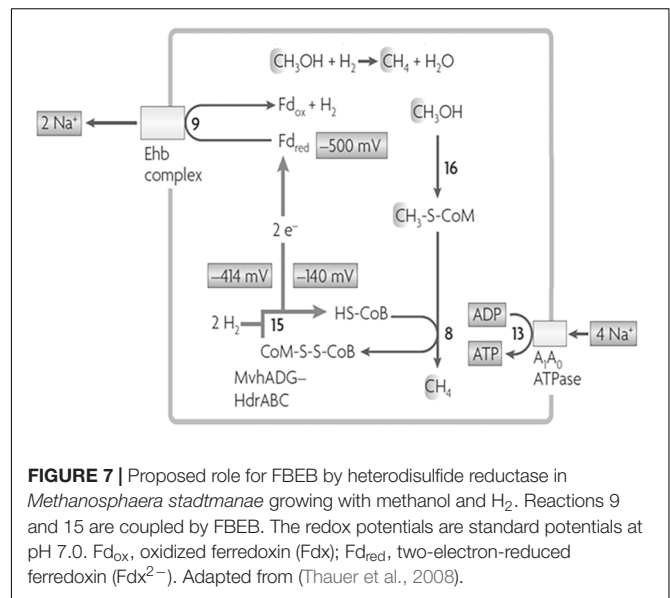 CH₃OH + H₂ → CH₄ + H₂O
2 Na⁺
9
Fd_ox + H₂
Fd_red
–500 mV
Ehb
complex
CH₃OH
16
CH₃-S-CoM
2 e⁻
–414 mV
–140 mV
2 H₂
15
HS-CoB
CoM-S-S-CoB
8
MvhADG–
HdrABC
CH₄
ADP
13
ATP
4 Na⁺
A₁A₀
ATPase
FIGURE 7 | Proposed role for FBEB by heterodisulfide reductase in
Methanosphaera stadtmanae growing with methanol and H₂. Reactions 9
and 15 are coupled by FBEB. The redox potentials are standard potentials at
pH 7.0. Fd_ox, oxidized ferredoxin (Fdx); Fd_red, two-electron-reduced
ferredoxin (Fdx²⁻). Adapted from (Thauer et al., 2008).